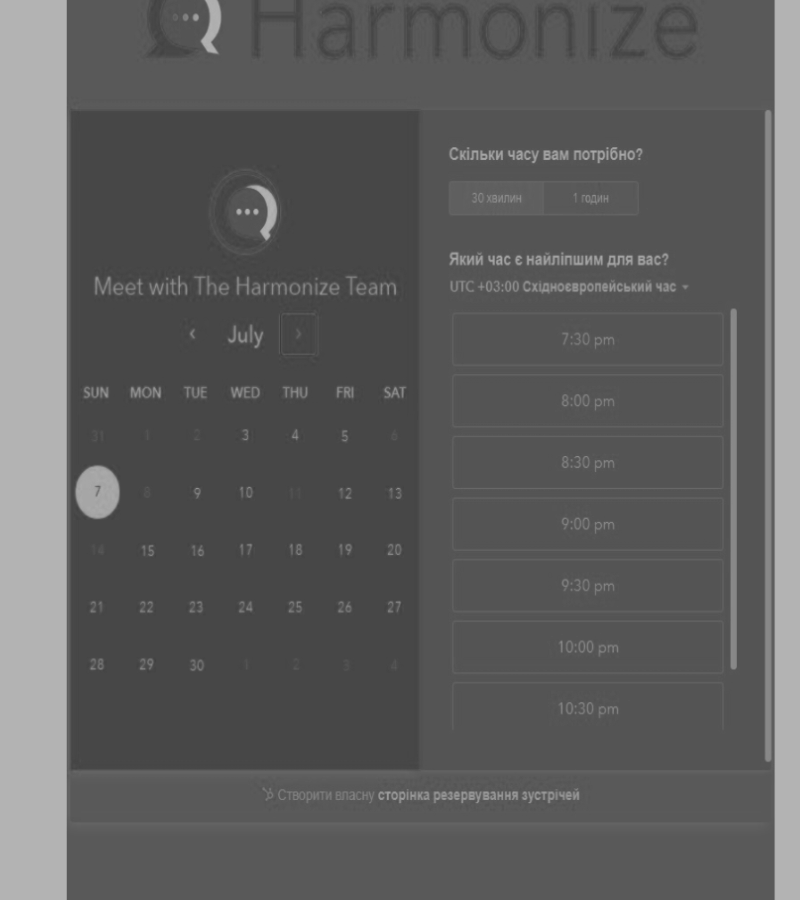 Harmonize
Meet with The Harmonize Team
July
SUN MON TUE WED THU FRI SAT
31 1 2 3 4 5 6
7 8 9 10 11 12 13
14 15 16 17 18 19 20
21 22 23 24 25 26 27
28 29 30 1 2 3 4
Скільки часу вам потрібно?
30 хвилин 1 годин
Який час є найліпшим для вас?
UTC +03:00 Східноєвропейський час
7:30 pm
8:00 pm
8:30 pm
9:00 pm
9:30 pm
10:00 pm
10:30 pm
Створити власну сторінка резервування зустрічей